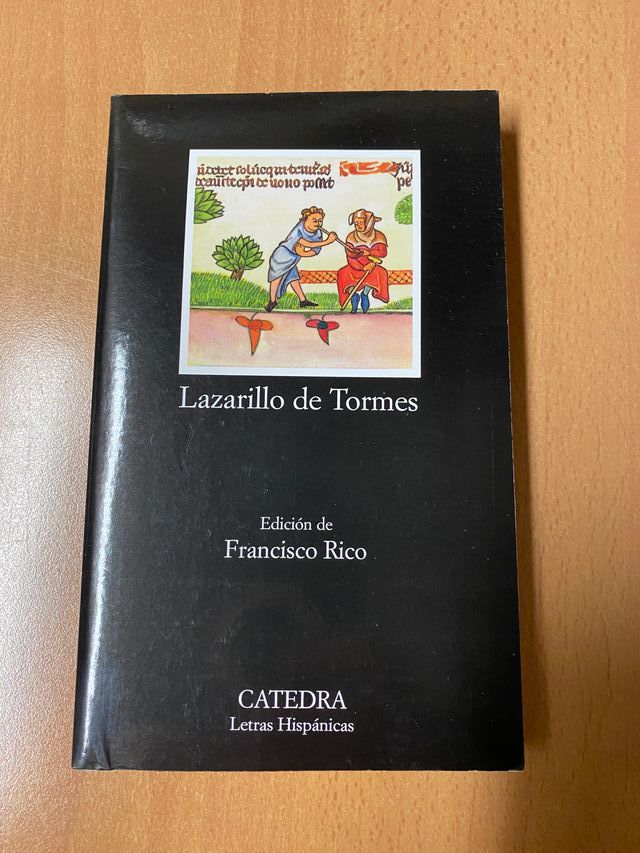 Lazarillo de Tormes
Edición de
Francisco Rico
CATEDRA
Letras Hispánicas